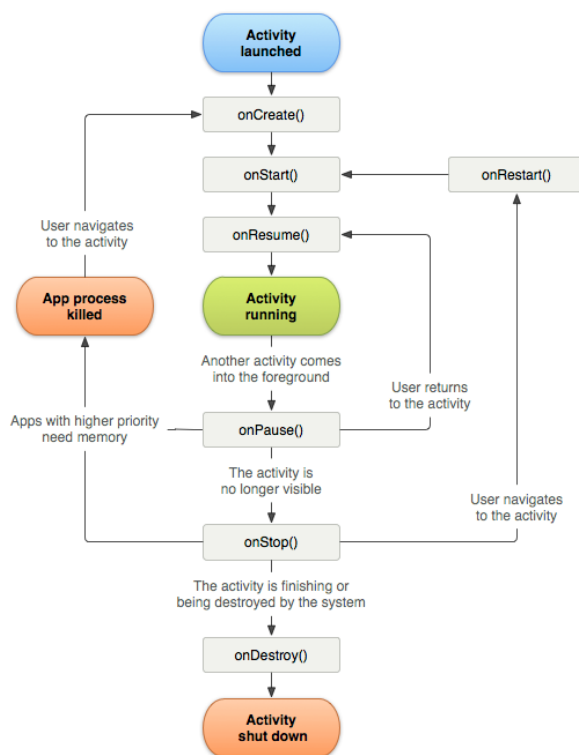 Activity
launched
onCreate()
onStart()
onRestart()
User navigates
to the activity
onResume()
App process
killed
Activity
running
Another activity comes
into the foreground
User returns
to the activity
Apps with higher priority
need memory
onPause()
The activity is
no longer visible
User navigates
to the activity
onStop()
The activity is finishing or
being destroyed by the system
onDestroy()
Activity
shut down